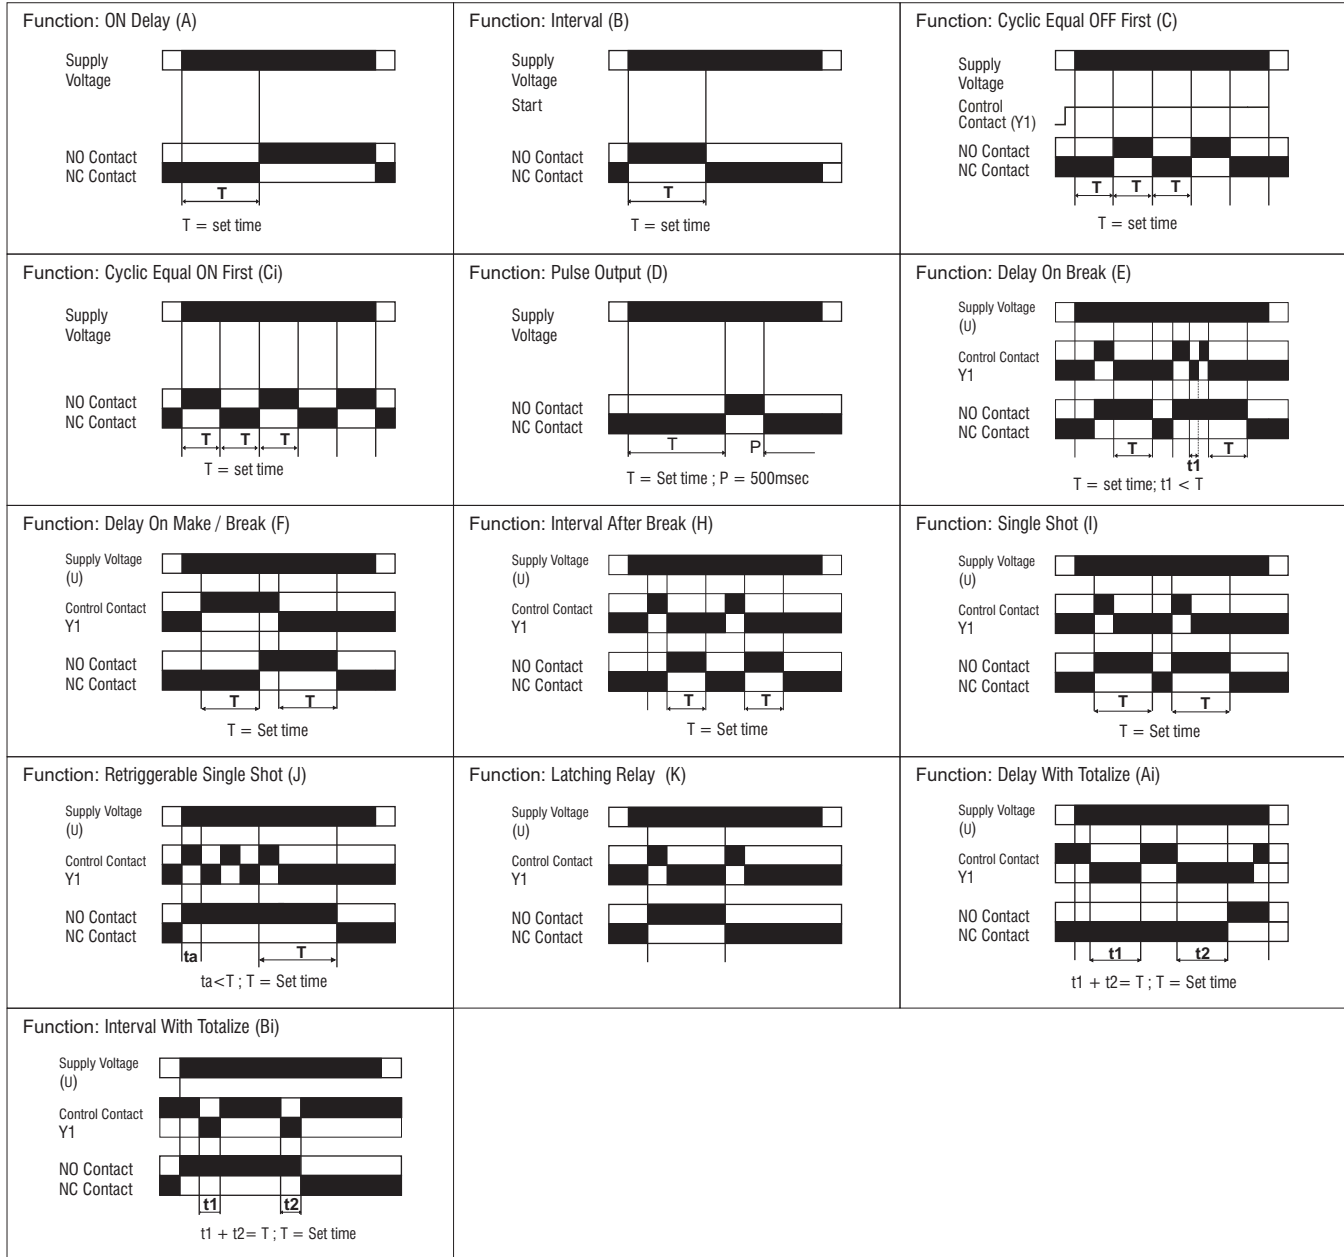 Function: ON Delay (A)
Supply
Voltage
NO Contact
NC Contact
T
T = set time
Function: Interval (B)
Supply
Voltage
Start
NO Contact
NC Contact
T
T = set time
Function: Cyclic Equal OFF First (C)
Supply
Voltage
Control
Contact (Y1)
NO Contact
NC Contact
T T T
T = set time
Function: Cyclic Equal ON First (Ci)
Supply
Voltage
NO Contact
NC Contact
T T T
T = set time
Function: Pulse Output (D)
Supply
Voltage
NO Contact
NC Contact
T P
T = Set time ; P = 500msec
Function: Delay On Break (E)
Supply Voltage
(U)
Control Contact
Y1
NO Contact
NC Contact
T t1 T
T = set time; t1 < T
Function: Delay On Make / Break (F)
Supply Voltage
(U)
Control Contact
Y1
NO Contact
NC Contact
T T
T = Set time
Function: Interval After Break (H)
Supply Voltage
(U)
Control Contact
Y1
NO Contact
NC Contact
T T
T = Set time
Function: Single Shot (I)
Supply Voltage
(U)
Control Contact
Y1
NO Contact
NC Contact
T T
T = Set time
Function: Retriggerable Single Shot (J)
Supply Voltage
(U)
Control Contact
Y1
NO Contact
NC Contact
ta T
ta<T ; T = Set time
Function: Latching Relay (K)
Supply Voltage
(U)
Control Contact
Y1
NO Contact
NC Contact
Function: Delay With Totalize (Ai)
Supply Voltage
(U)
Control Contact
Y1
NO Contact
NC Contact
t1 t2
t1 + t2= T ; T = Set time
Function: Interval With Totalize (Bi)
Supply Voltage
(U)
Control Contact
Y1
NO Contact
NC Contact
t1 t2
t1 + t2= T ; T = Set time